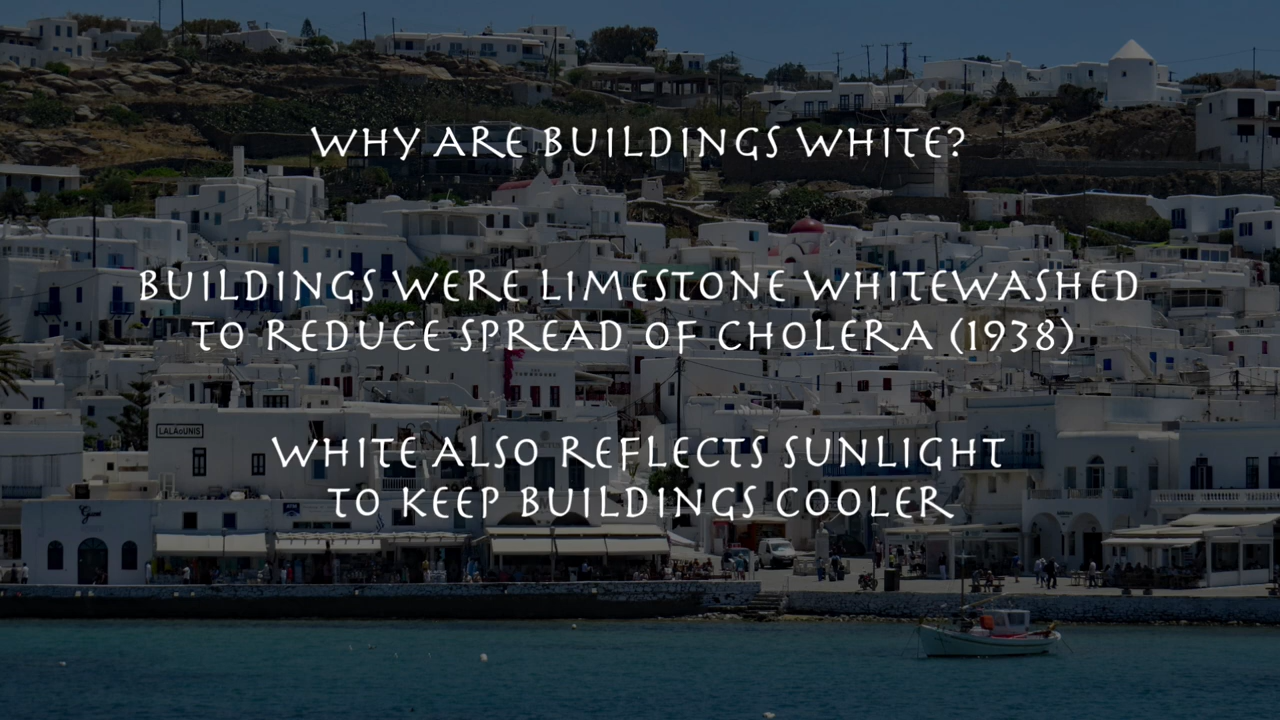 WHY ARE BUILDINGS WHITE?
BUILDINGS WERE LIMESTONE WHITEWASHED
TO REDUCE SPREAD OF CHOLERA (1938)
LALAoUNIS
WHITE ALSO REFLECTS SUNLIGHT
TO KEEP BUILDINGS COOLER